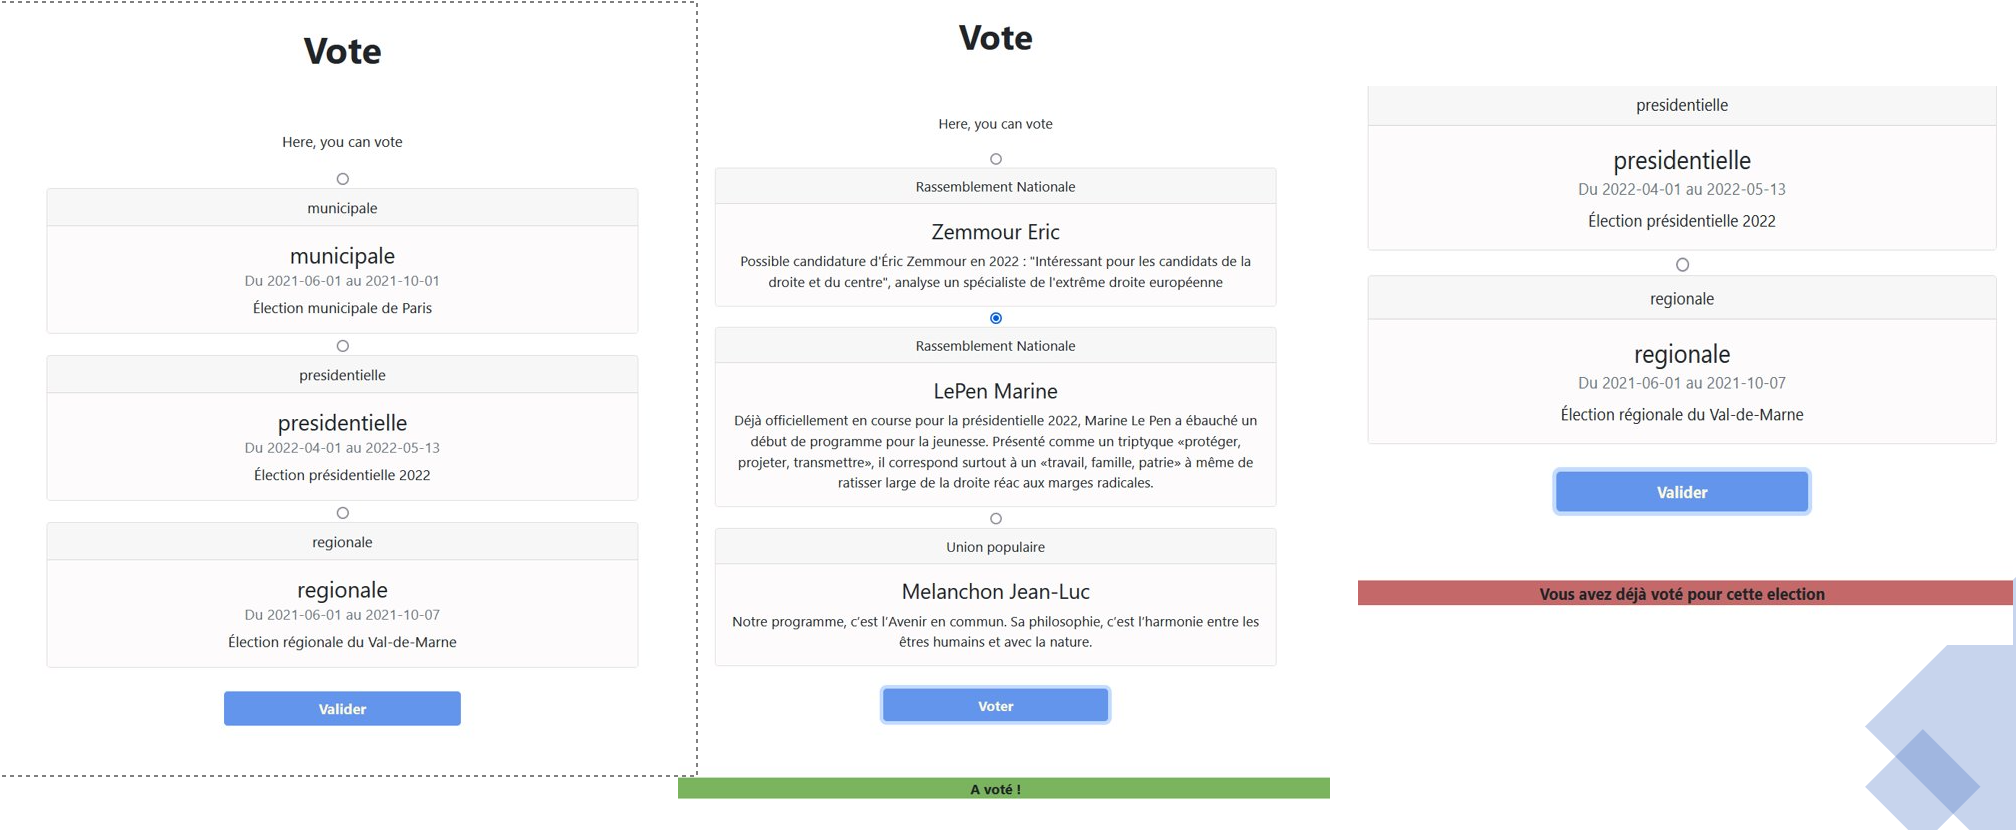 Vote
Here, you can vote
municipale
municipale
Du 2021-06-01 au 2021-10-01
Élection municipale de Paris
presidentielle
presidentielle
Du 2022-04-01 au 2022-05-13
Élection présidentielle 2022
regionale
regionale
Du 2021-06-01 au 2021-10-07
Élection régionale du Val-de-Marne
Valider
Vote
Here, you can vote
Rassemblement Nationale
Zemmour Eric
Possible candidature d'Éric Zemmour en 2022 : "Intéressant pour les candidats de la
droite et du centre", analyse un spécialiste de l'extrême droite européenne
Rassemblement Nationale
LePen Marine
Déjà officiellement en course pour la présidentielle 2022, Marine Le Pen a ébauché un
début de programme pour la jeunesse. Présenté comme un triptyque «protéger,
projeter, transmettre», il correspond surtout à un «travail, famille, patrie» à même de
ratisser large de la droite réac aux marges radicales.
Union populaire
Melanchon Jean-Luc
Notre programme, c'est l'Avenir en commun. Sa philosophie, c'est l'harmonie entre les
êtres humains et avec la nature.
Voter
A voté !
presidentielle
presidentielle
Du 2022-04-01 au 2022-05-13
Élection présidentielle 2022
regionale
regionale
Du 2021-06-01 au 2021-10-07
Élection régionale du Val-de-Marne
Valider
Vous avez déjà voté pour cette election